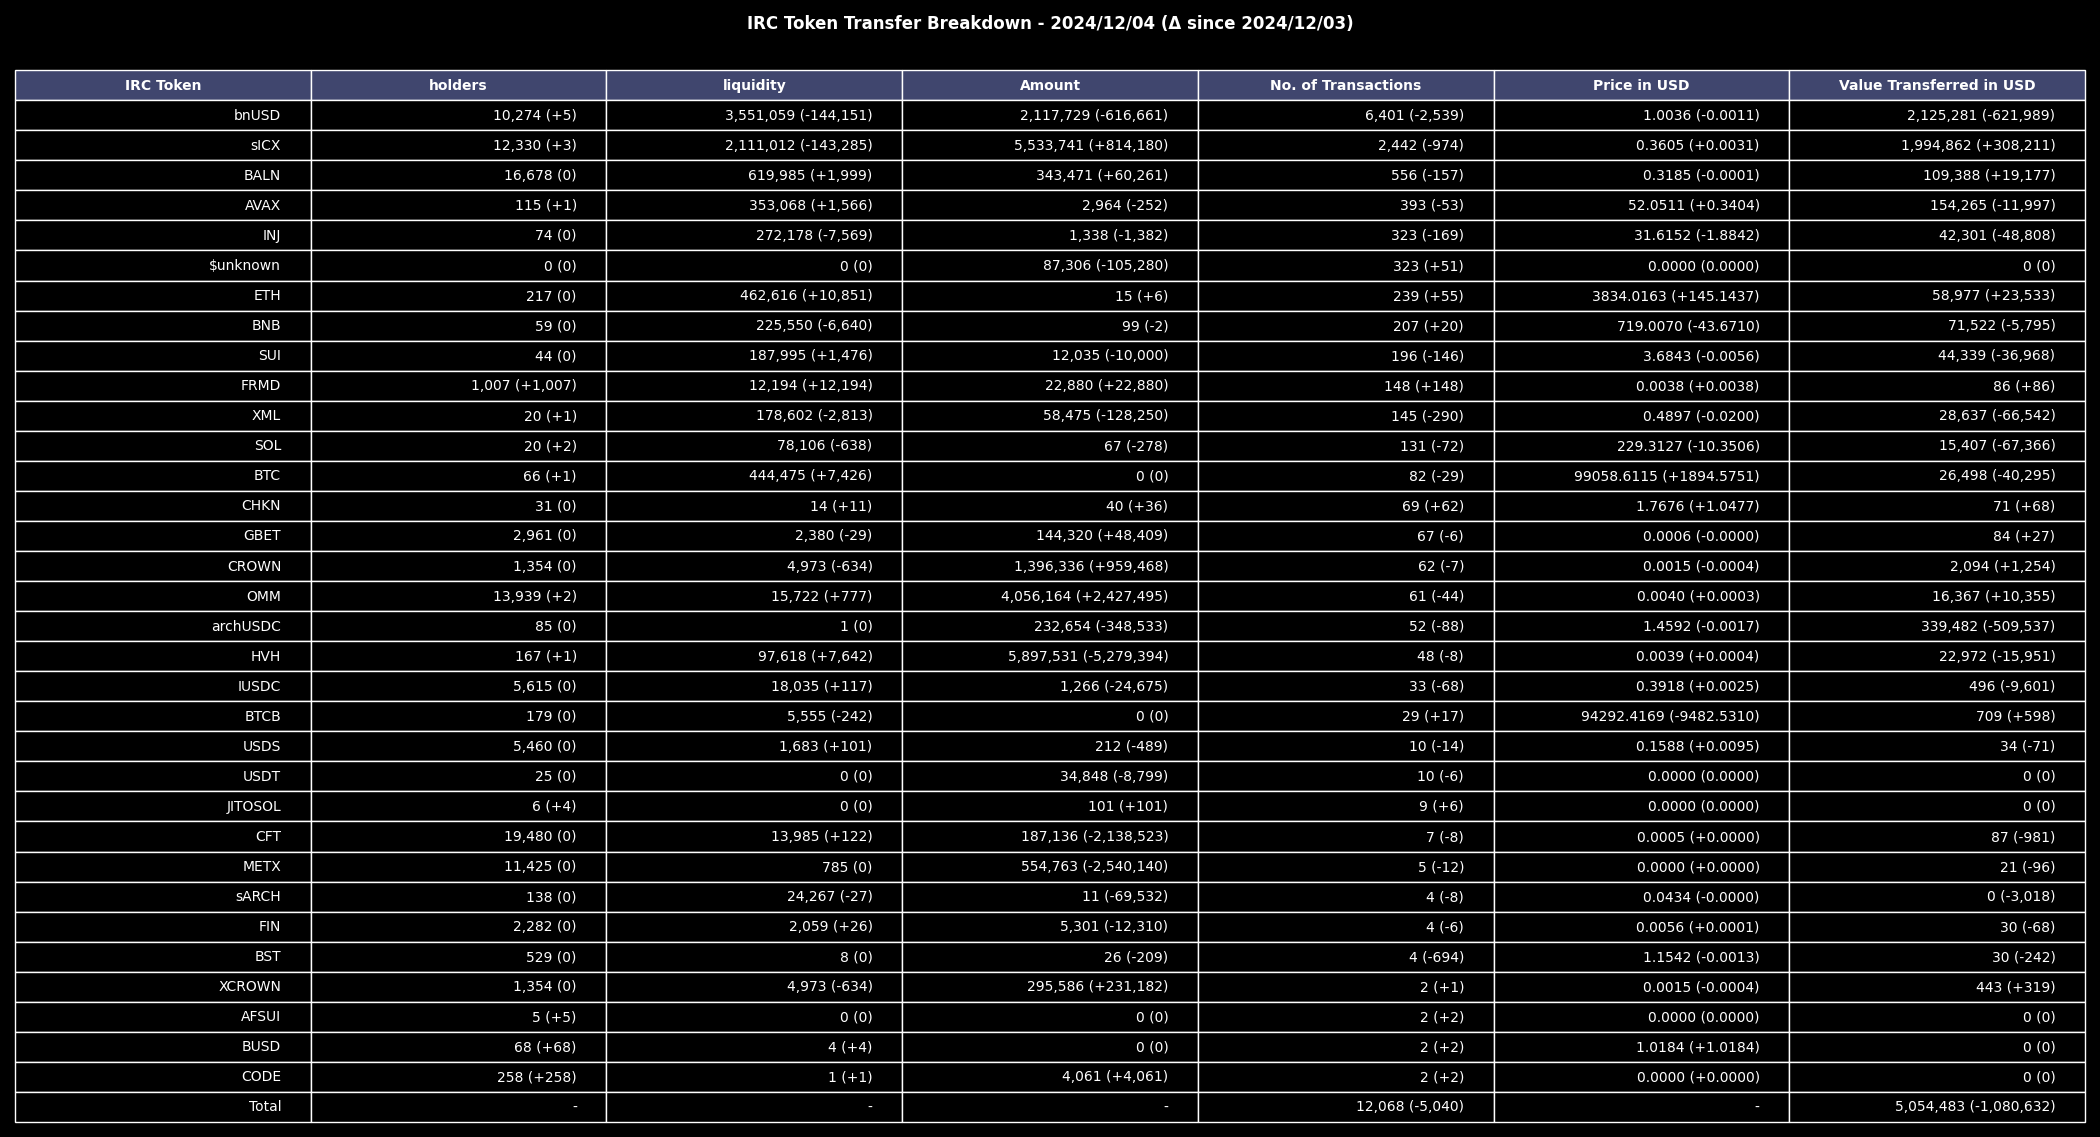 IRC Token Transfer Breakdown - 2024/12/04 (Δ since 2024/12/03)
IRC Token holders liquidity Amount No. of Transactions Price in USD Value Transferred in USD
bnUSD 10,274 (+5) 3,551,059 (-144,151) 2,117,729 (-616,661) 6,401 (-2,539) 1.0036 (-0.0011) 2,125,281 (-621,989)
sICX 12,330 (+3) 2,111,012 (-143,285) 5,533,741 (+814,180) 2,442 (-974) 0.3605 (+0.0031) 1,994,862 (+308,211)
BALN 16,678 (0) 619,985 (+1,999) 343,471 (+60,261) 556 (-157) 0.3185 (-0.0001) 109,388 (+19,177)
AVAX 115 (+1) 353,068 (+1,566) 2,964 (-252) 393 (-53) 52.0511 (+0.3404) 154,265 (-11,997)
INJ 74 (0) 272,178 (-7,569) 1,338 (-1,382) 323 (-169) 31.6152 (-1.8842) 42,301 (-48,808)
$unknown 0 (0) 0 (0) 87,306 (-105,280) 323 (+51) 0.0000 (0.0000) 0 (0)
ETH 217 (0) 462,616 (+10,851) 15 (+6) 239 (+55) 3834.0163 (+145.1437) 58,977 (+23,533)
BNB 59 (0) 225,550 (-6,640) 99 (-2) 207 (+20) 719.0070 (-43.6710) 71,522 (-5,795)
SUI 44 (0) 187,995 (+1,476) 12,035 (-10,000) 196 (-146) 3.6843 (-0.0056) 44,339 (-36,968)
FRMD 1,007 (+1,007) 12,194 (+12,194) 22,880 (+22,880) 148 (+148) 0.0038 (+0.0038) 86 (+86)
XML 20 (+1) 178,602 (-2,813) 58,475 (-128,250) 145 (-290) 0.4897 (-0.0200) 28,637 (-66,542)
SOL 20 (+2) 78,106 (-638) 67 (-278) 131 (-72) 229.3127 (-10.3506) 15,407 (-67,366)
BTC 66 (+1) 444,475 (+7,426) 0 (0) 82 (-29) 99058.6115 (+1894.5751) 26,498 (-40,295)
CHKN 31 (0) 14 (+11) 40 (+36) 69 (+62) 1.7676 (+1.0477) 71 (+68)
GBET 2,961 (0) 2,380 (-29) 144,320 (+48,409) 67 (-6) 0.0006 (-0.0000) 84 (+27)
CROWN 1,354 (0) 4,973 (-634) 1,396,336 (+959,468) 62 (-7) 0.0015 (-0.0004) 2,094 (+1,254)
OMM 13,939 (+2) 15,722 (+777) 4,056,164 (+2,427,495) 61 (-44) 0.0040 (+0.0003) 16,367 (+10,355)
archUSDC 85 (0) 1 (0) 232,654 (-348,533) 52 (-88) 1.4592 (-0.0017) 339,482 (-509,537)
HVH 167 (+1) 97,618 (+7,642) 5,897,531 (-5,279,394) 48 (-8) 0.0039 (+0.0004) 22,972 (-15,951)
IUSDC 5,615 (0) 18,035 (+117) 1,266 (-24,675) 33 (-68) 0.3918 (+0.0025) 496 (-9,601)
BTCB 179 (0) 5,555 (-242) 0 (0) 29 (+17) 94292.4169 (-9482.5310) 709 (+598)
USDS 5,460 (0) 1,683 (+101) 212 (-489) 10 (-14) 0.1588 (+0.0095) 34 (-71)
USDT 25 (0) 0 (0) 34,848 (-8,799) 10 (-6) 0.0000 (0.0000) 0 (0)
JITOSOL 6 (+4) 0 (0) 101 (+101) 9 (+6) 0.0000 (0.0000) 0 (0)
CFT 19,480 (0) 13,985 (+122) 187,136 (-2,138,523) 7 (-8) 0.0005 (+0.0000) 87 (-981)
METX 11,425 (0) 785 (0) 554,763 (-2,540,140) 5 (-12) 0.0000 (+0.0000) 21 (-96)
sARCH 138 (0) 24,267 (-27) 11 (-69,532) 4 (-8) 0.0434 (-0.0000) 0 (-3,018)
FIN 2,282 (0) 2,059 (+26) 5,301 (-12,310) 4 (-6) 0.0056 (+0.0001) 30 (-68)
BST 529 (0) 8 (0) 26 (-209) 4 (-694) 1.1542 (-0.0013) 30 (-242)
XCROWN 1,354 (0) 4,973 (-634) 295,586 (+231,182) 2 (+1) 0.0015 (-0.0004) 443 (+319)
AFSUI 5 (+5) 0 (0) 0 (0) 2 (+2) 0.0000 (0.0000) 0 (0)
BUSD 68 (+68) 4 (+4) 0 (0) 2 (+2) 1.0184 (+1.0184) 0 (0)
CODE 258 (+258) 1 (+1) 4,061 (+4,061) 2 (+2) 0.0000 (+0.0000) 0 (0)
Total - - - 12,068 (-5,040) - 5,054,483 (-1,080,632)